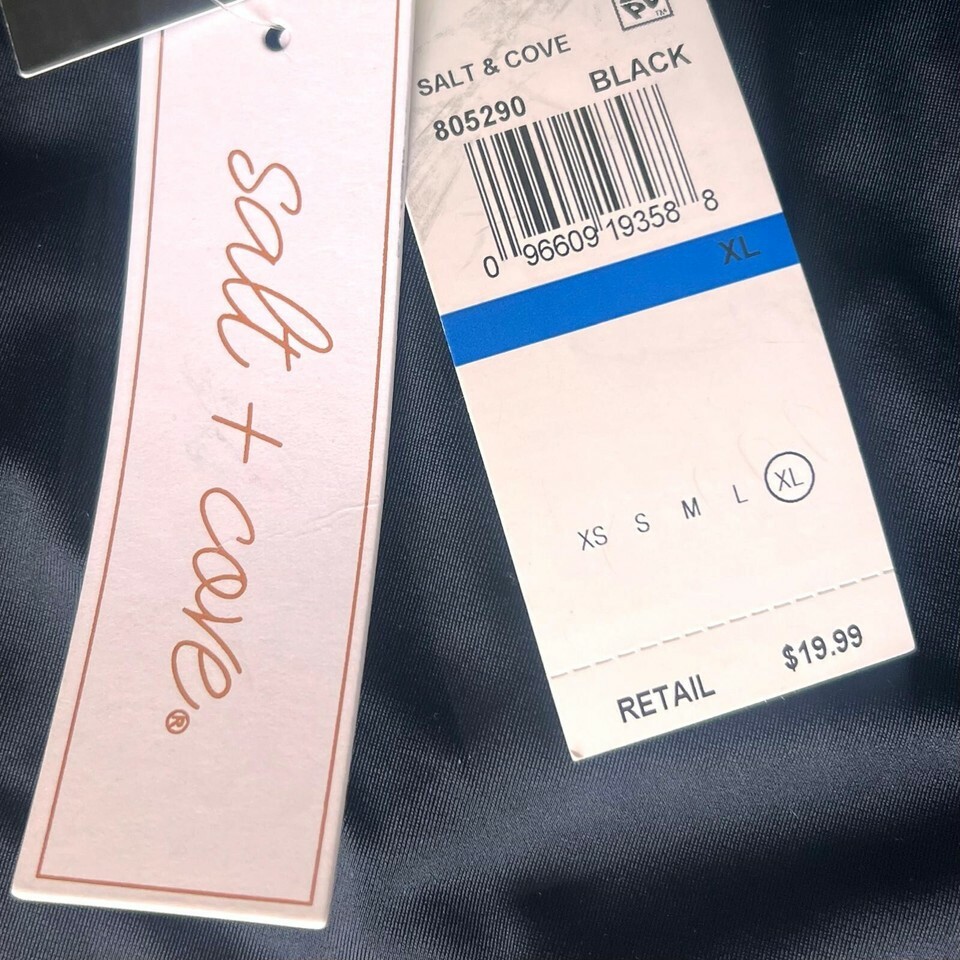 salt + cove®
SALT & COVE
805290 BLACK
0 96609 19358 8
XL
XS S M L XL
RETAIL $19.99